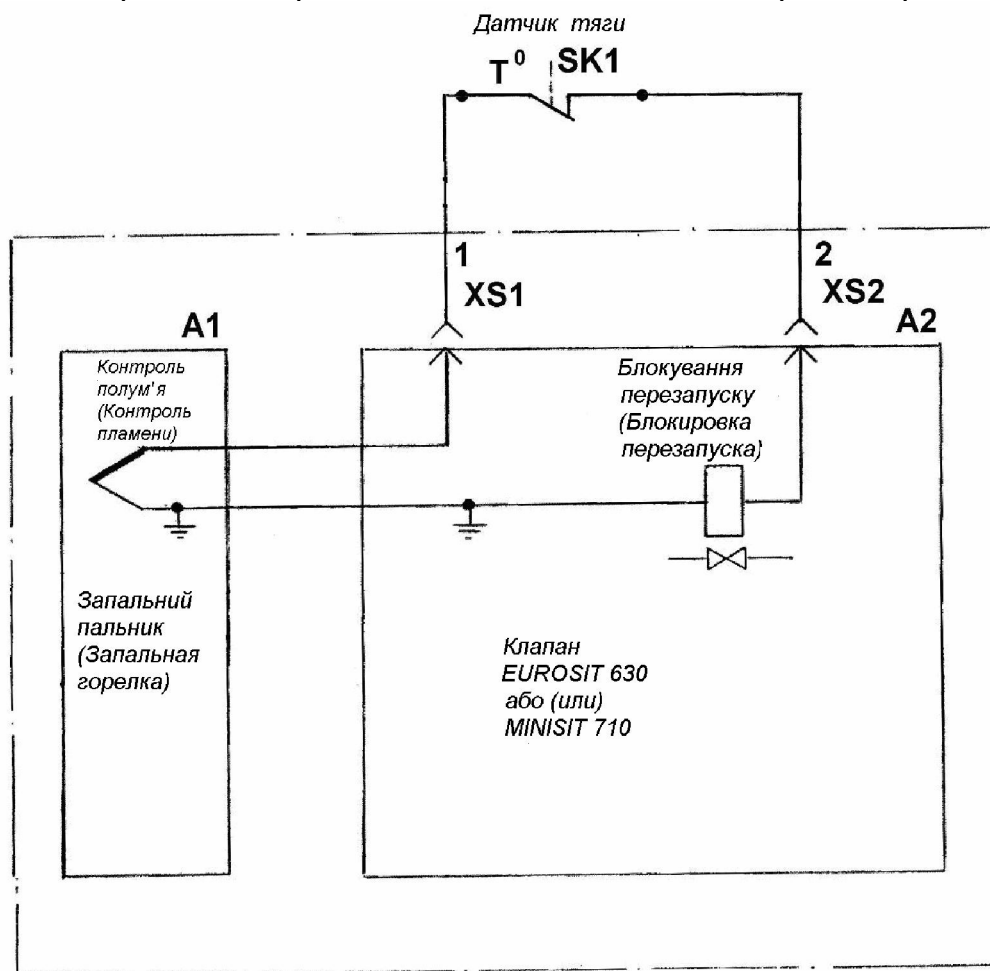 Датчик тяги
T⁰ SK1
1
2
XS1
XS2
A1
A2
Контроль
полум'я
(Контроль
пламени)
Блокування
перезапуску
(Блокировка
перезапуска)
Запальний
пальник
(Запальная
горелка)
Клапан
EUROSIT 630
або (или)
MINISIT 710